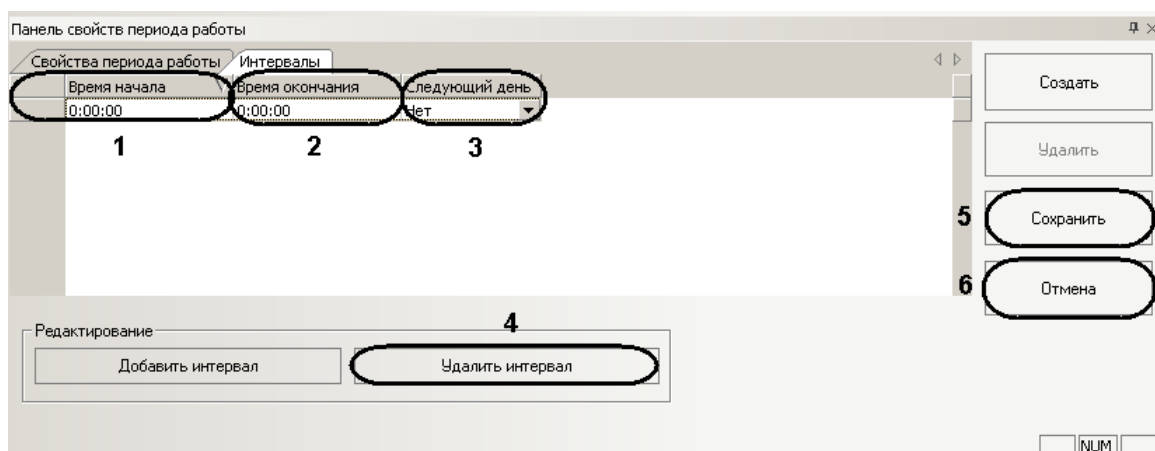 Панель свойств периода работы
Свойства периода работы Интервалы
Время начала Время окончания Следующий день
0:00:00 0:00:00 Нет
1 2 3
Создать
Удалить
5 Сохранить
6 Отмена
4
Редактирование
Добавить интервал Удалить интервал
NUM